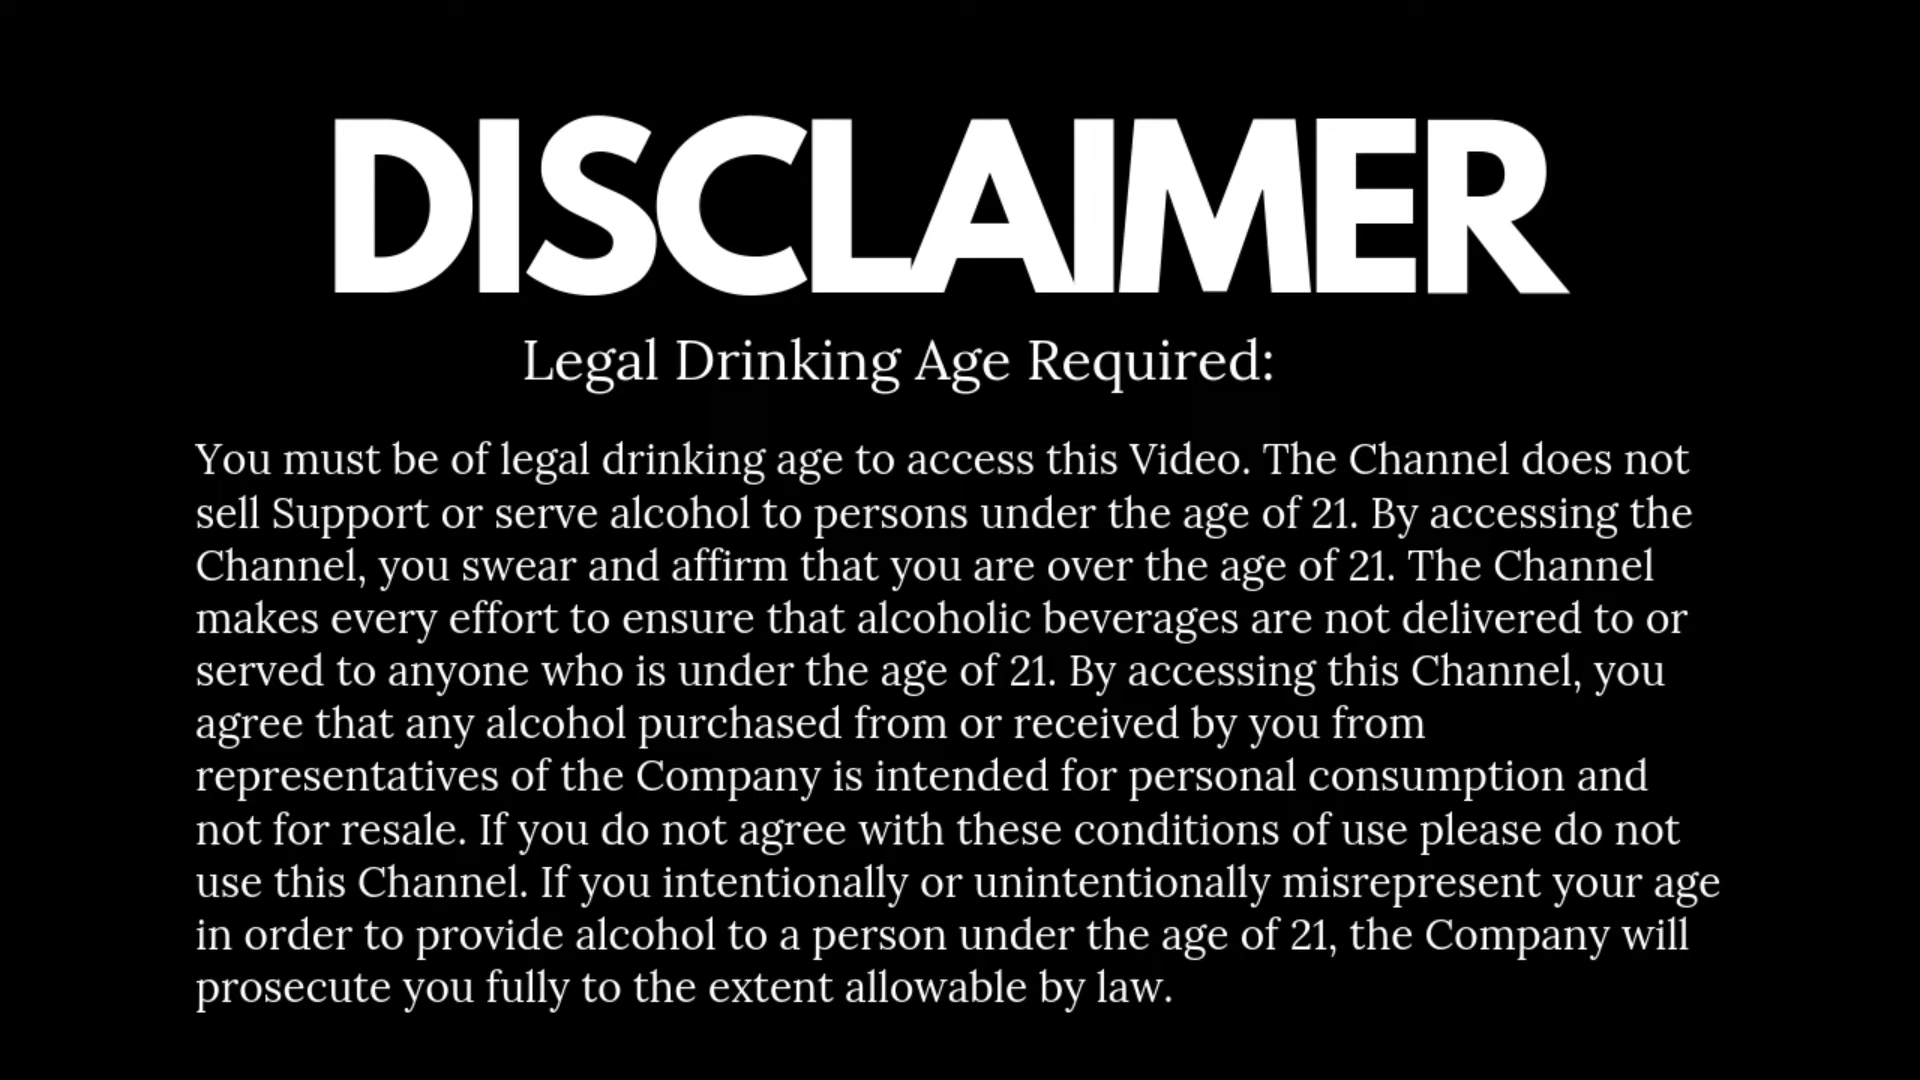 DISCLAIMER
Legal Drinking Age Required:
You must be of legal drinking age to access this Video. The Channel does not
sell Support or serve alcohol to persons under the age of 21. By accessing the
Channel, you swear and affirm that you are over the age of 21. The Channel
makes every effort to ensure that alcoholic beverages are not delivered to or
served to anyone who is under the age of 21. By accessing this Channel, you
agree that any alcohol purchased from or received by you from
representatives of the Company is intended for personal consumption and
not for resale. If you do not agree with these conditions of use please do not
use this Channel. If you intentionally or unintentionally misrepresent your age
in order to provide alcohol to a person under the age of 21, the Company will
prosecute you fully to the extent allowable by law.